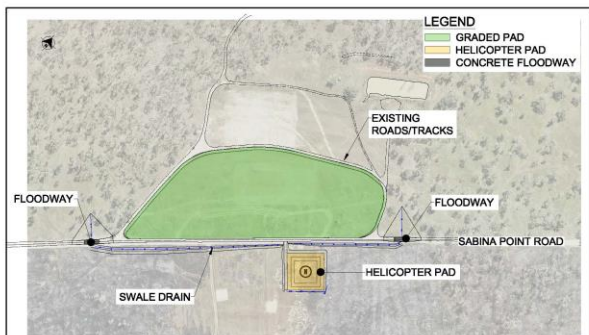 LEGEND
GRADED PAD
HELICOPTER PAD
CONCRETE FLOODWAY
EXISTING
ROADS/TRACKS
FLOODWAY
FLOODWAY
SABINA POINT ROAD
HELICOPTER PAD
H
SWALE DRAIN